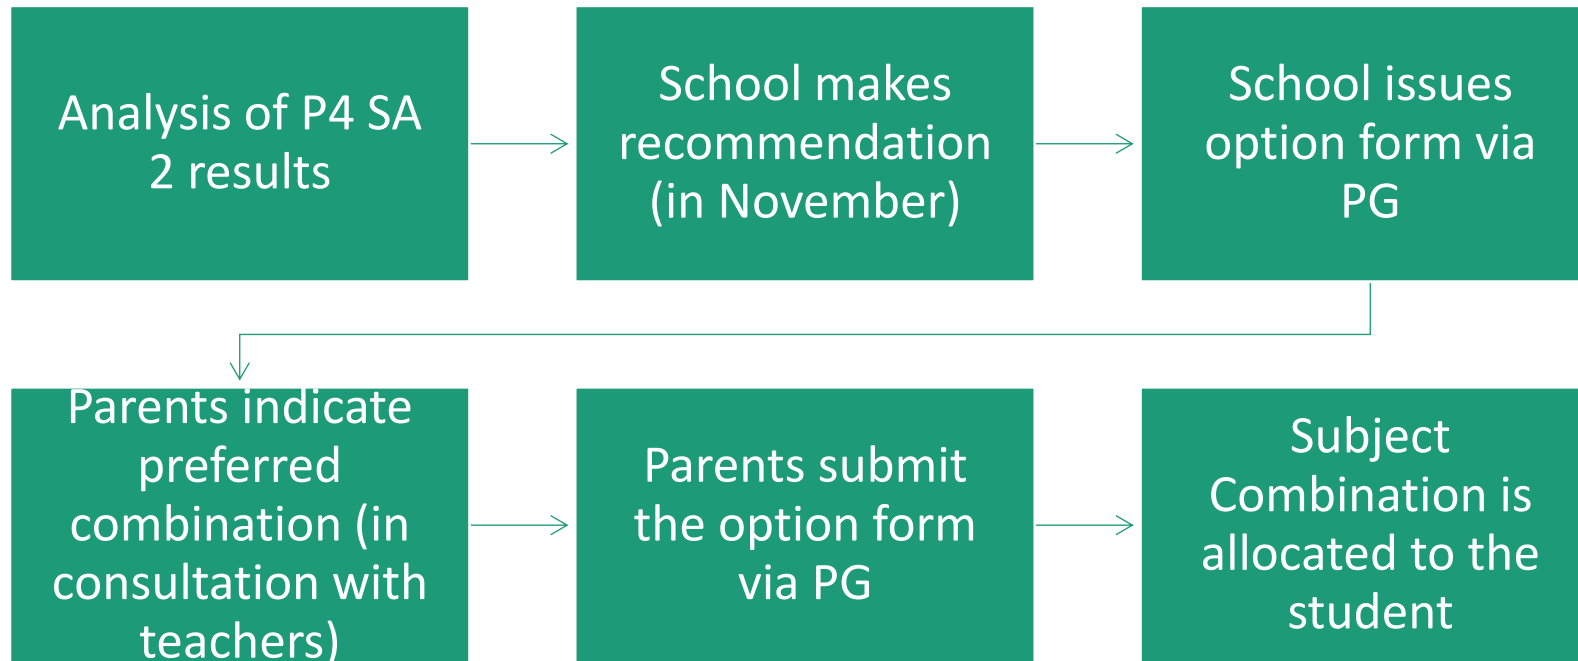 Analysis of P4 SA
2 results
School makes
recommendation
(in November)
School issues
option form via
PG
Parents indicate
preferred
combination (in
consultation with
teachers)
Parents submit
the option form
via PG
Subject
Combination is
allocated to the
student